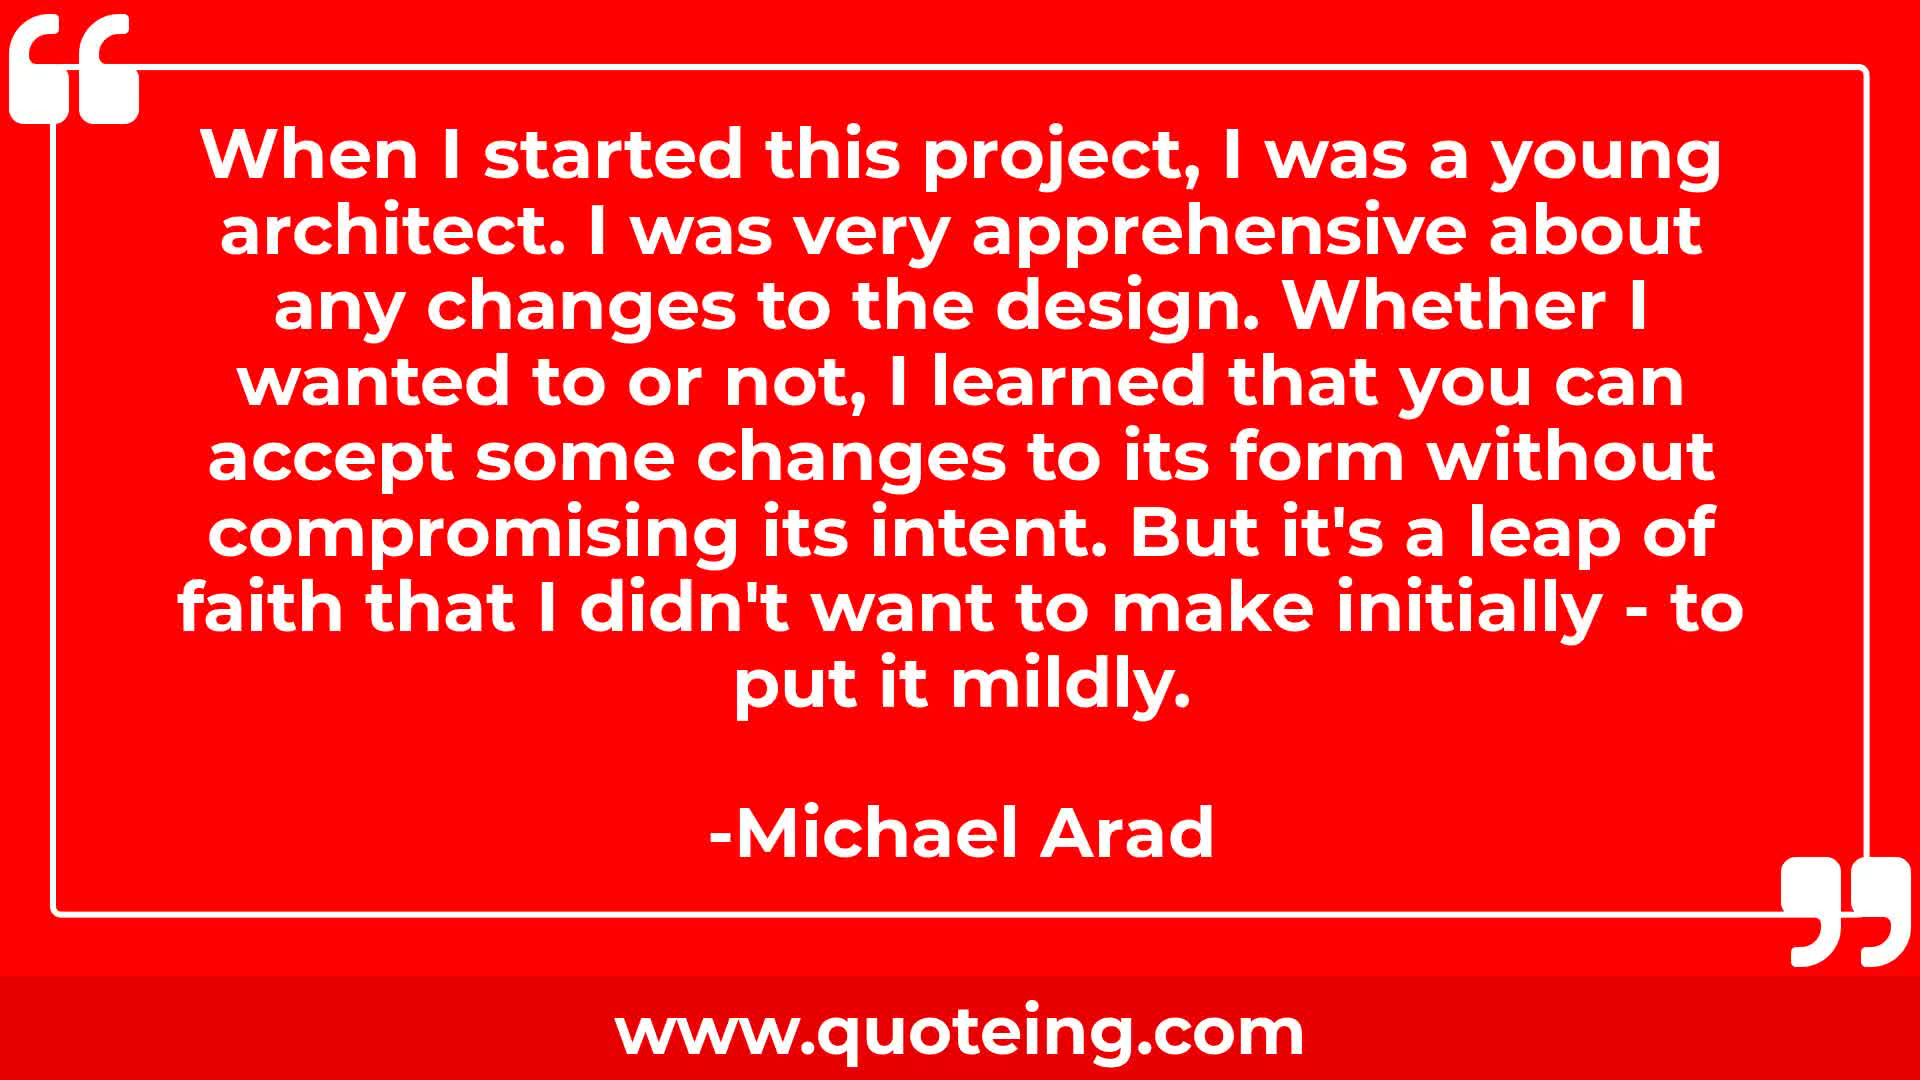 When I started this project, I was a young
architect. I was very apprehensive about
any changes to the design. Whether I
wanted to or not, I learned that you can
accept some changes to its form without
compromising its intent. But it's a leap of
faith that I didn't want to make initially - to
put it mildly.
-Michael Arad
www.quoteing.com